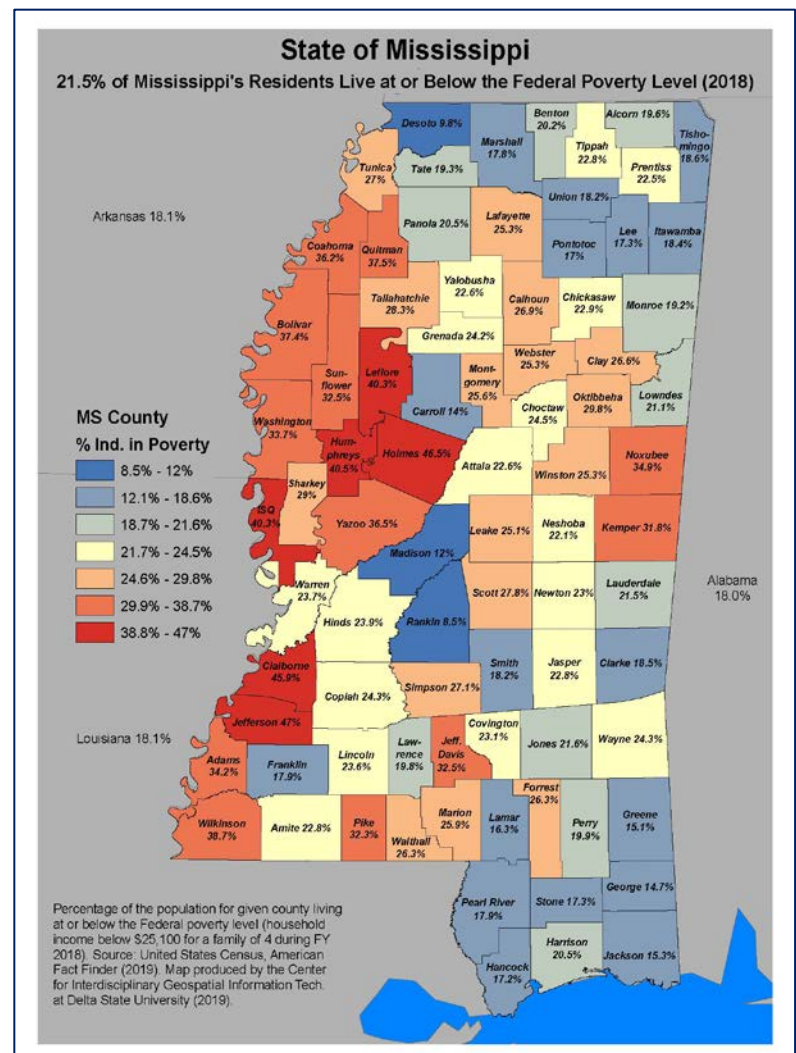 State of Mississippi
21.5% of Mississippi's Residents Live at or Below the Federal Poverty Level (2018)
Desoto 9.8%
Marshall
17.8%
Benton
20.2%
Alcorn 19.6%
Tippah
22.8%
Tisho-
mingo
18.6%
Prentiss
22.5%
Tunica
27%
Tate 19.3%
Union 18.2%
Arkansas 18.1%
Panola 20.5%
Lafayette
25.3%
Pontotoc
17%
Lee
17.3%
Itawamba
18.4%
Coahoma
36.2%
Quitman
37.5%
Yalobusha
22.6%
Tallahatchie
28.3%
Calhoun
26.9%
Chickasaw
22.9%
Monroe 19.2%
Bolivar
37.4%
Grenada 24.2%
Sun-
flower
32.5%
Leflore
40.3%
Webster
25.3%
Clay 26.6%
Mont-
gomery
25.6%
Carroll 14%
Oktibbeha
29.8%
Lowndes
21.1%
Choctaw
24.5%
Washington
33.7%
MS County
% Ind. in Poverty
8.5% - 12%
12.1% - 18.6%
18.7% - 21.6%
21.7% - 24.5%
24.6% - 29.8%
29.9% - 38.7%
38.8% - 47%
Hum-
phreys
40.5%
Holmes 46.5%
Attala 22.6%
Winston 25.3%
Noxubee
34.9%
Sharkey
29%
ISQ
40.3%
Yazoo 36.5%
Leake 25.1%
Neshoba
22.1%
Kemper 31.8%
Madison 12%
Warren
23.7%
Hinds 23.9%
Rankin 8.5%
Scott 27.8%
Newton 23%
Lauderdale
21.5%
Alabama
18.0%
Claiborne
45.9%
Copiah 24.3%
Simpson 27.1%
Smith
18.2%
Jasper
22.8%
Clarke 18.5%
Jefferson 47%
Louisiana 18.1%
Adams
34.2%
Franklin
17.9%
Lincoln
23.6%
Law-
rence
19.8%
Jeff.
Davis
32.5%
Covington
23.1%
Jones 21.6%
Wayne 24.3%
Wilkinson
38.7%
Amite 22.8%
Pike
32.3%
Walthall
26.3%
Marion
25.9%
Lamar
16.3%
Forrest
26.3%
Perry
19.9%
Greene
15.1%
Pearl River
17.9%
Stone 17.3%
George 14.7%
Hancock
17.2%
Harrison
20.5%
Jackson 15.3%
Percentage of the population for given county living
at or below the Federal poverty level (household
income below $25,100 for a family of 4 during FY
2018). Source: United States Census, American
Fact Finder (2019). Map produced by the Center
for Interdisciplinary Geospatial Information Tech.
at Delta State University (2019).